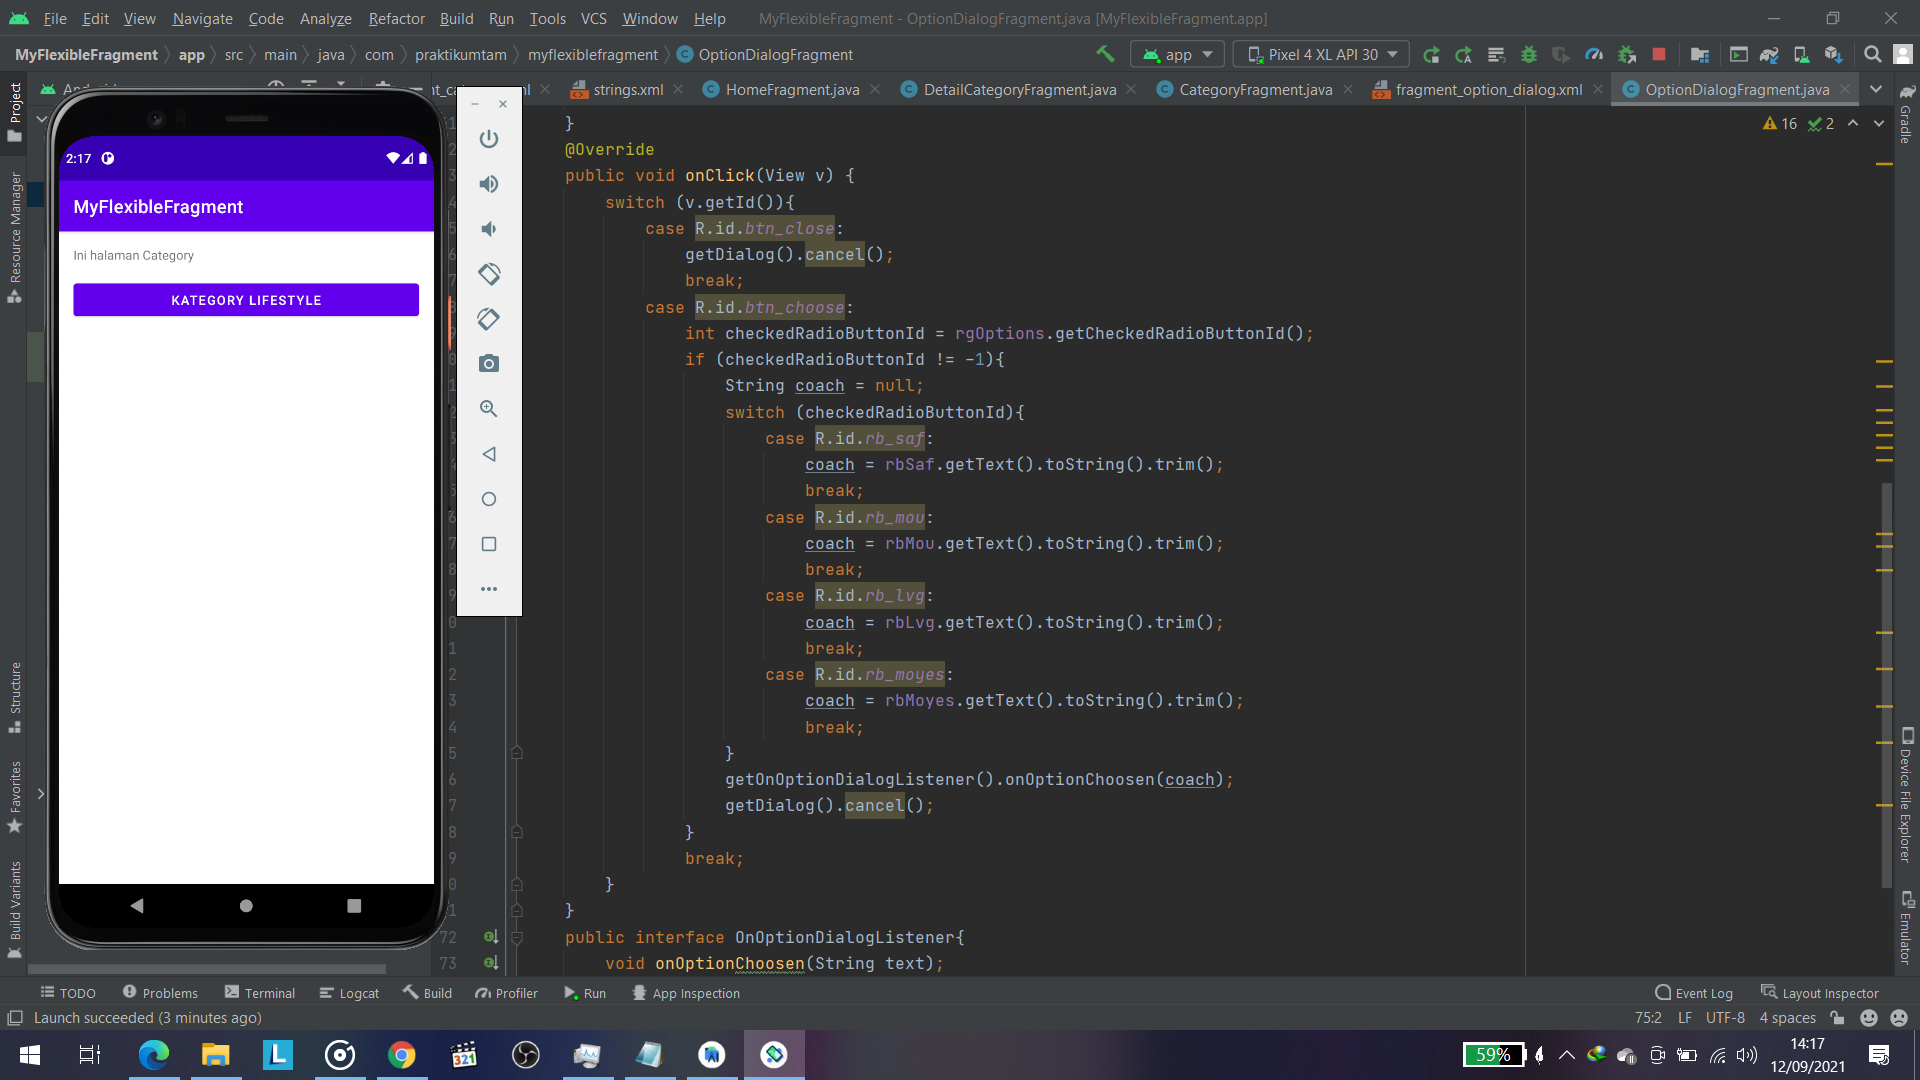 File Edit View Navigate Code Analyze Refactor Build Run Tools VCS Window Help MyFlexibleFragment - OptionDialogFragment.java [MyFlexibleFragment.app]
MyFlexibleFragment app src main java com praktikumtam myflexiblefragment OptionDialogFragment app Pixel 4 XL API 30
strings.xml HomeFragment.java DetailCategoryFragment.java CategoryFragment.java fragment_option_dialog.xml OptionDialogFragment.java
16 2
Project
Resource Manager
Structure
Favorites
Build Variants
Gradle
Device File Explorer
Emulator
2:17
MyFlexibleFragment
Ini halaman Category
KATEGORY LIFESTYLE
}
@Override
public void onClick(View v) {
switch (v.getId()){
case R.id.btn_close:
getDialog().cancel();
break;
case R.id.btn_choose:
int checkedRadioButtonId = rgOptions.getCheckedRadioButtonId();
if (checkedRadioButtonId != -1){
String coach = null;
switch (checkedRadioButtonId){
case R.id.rb_saf:
coach = rbSaf.getText().toString().trim();
break;
case R.id.rb_mou:
coach = rbMou.getText().toString().trim();
break;
case R.id.rb_lvg:
coach = rbLvg.getText().toString().trim();
break;
case R.id.rb_moyes:
coach = rbMoyes.getText().toString().trim();
break;
}
getOnOptionDialogListener().onOptionChoosen(coach);
getDialog().cancel();
}
break;
}
}
72 public interface OnOptionDialogListener{
73 void onOptionChoosen(String text);
TODO Problems Terminal Logcat Build Profiler Run App Inspection Event Log Layout Inspector
Launch succeeded (3 minutes ago) 75:2 LF UTF-8 4 spaces
59% 14:17
12/09/2021